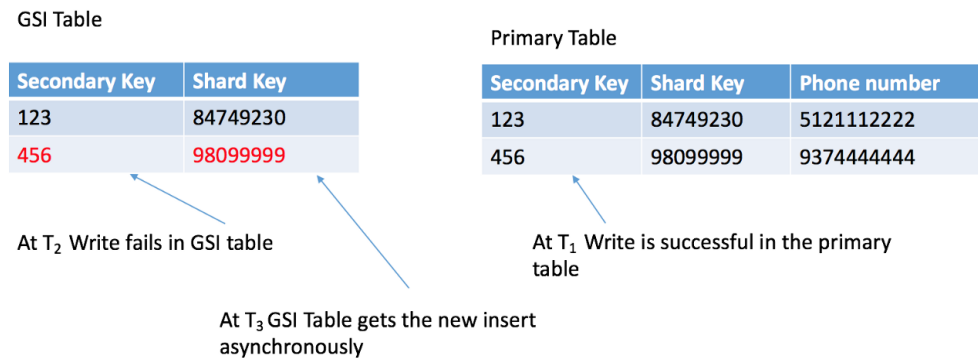 GSI Table
Secondary Key Shard Key
123 84749230
456 98099999
Primary Table
Secondary Key Shard Key Phone number
123 84749230 5121112222
456 98099999 9374444444
At T₂ Write fails in GSI table
At T₁ Write is successful in the primary
table
At T₃ GSI Table gets the new insert
asynchronously